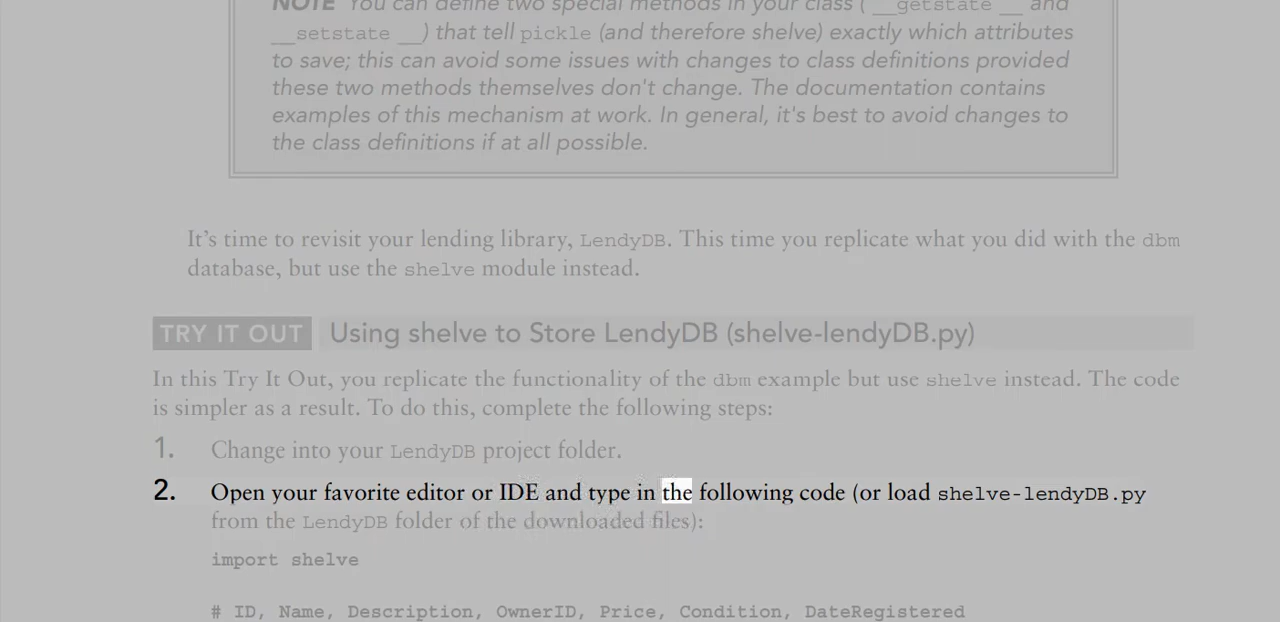 NOTE You can define two special methods in your class (__getstate __ and
__setstate __) that tell pickle (and therefore shelve) exactly which attributes
to save; this can avoid some issues with changes to class definitions provided
these two methods themselves don't change. The documentation contains
examples of this mechanism at work. In general, it's best to avoid changes to
the class definitions if at all possible.
It's time to revisit your lending library, LendyDB. This time you replicate what you did with the dbm
database, but use the shelve module instead.
TRY IT OUT Using shelve to Store LendyDB (shelve-lendyDB.py)
In this Try It Out, you replicate the functionality of the dbm example but use shelve instead. The code
is simpler as a result. To do this, complete the following steps:
1. Change into your LendyDB project folder.
2. Open your favorite editor or IDE and type in the following code (or load shelve-lendyDB.py
from the LendyDB folder of the downloaded files):
import shelve
# ID, Name, Description, OwnerID, Price, Condition, DateRegistered